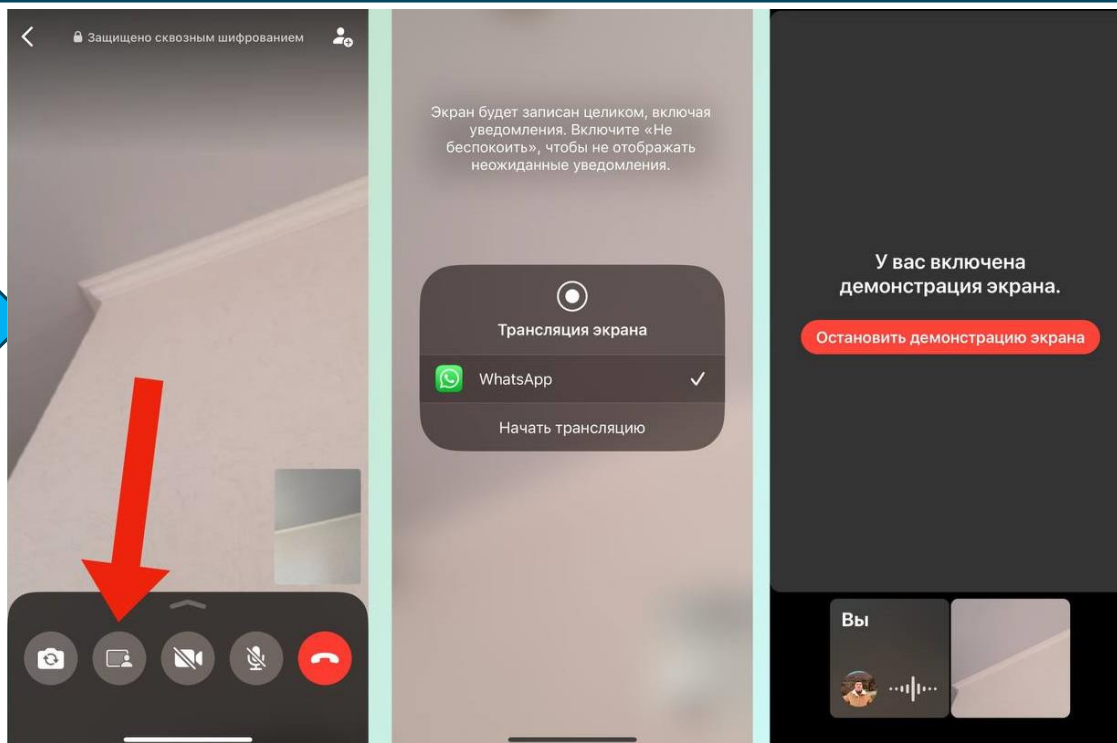 Защищено сквозным шифрованием
Экран будет записан целиком, включая
уведомления. Включите «Не
беспокоить», чтобы не отображать
неожиданные уведомления.
Трансляция экрана
WhatsApp
Начать трансляцию
У вас включена
демонстрация экрана.
Остановить демонстрацию экрана
Вы